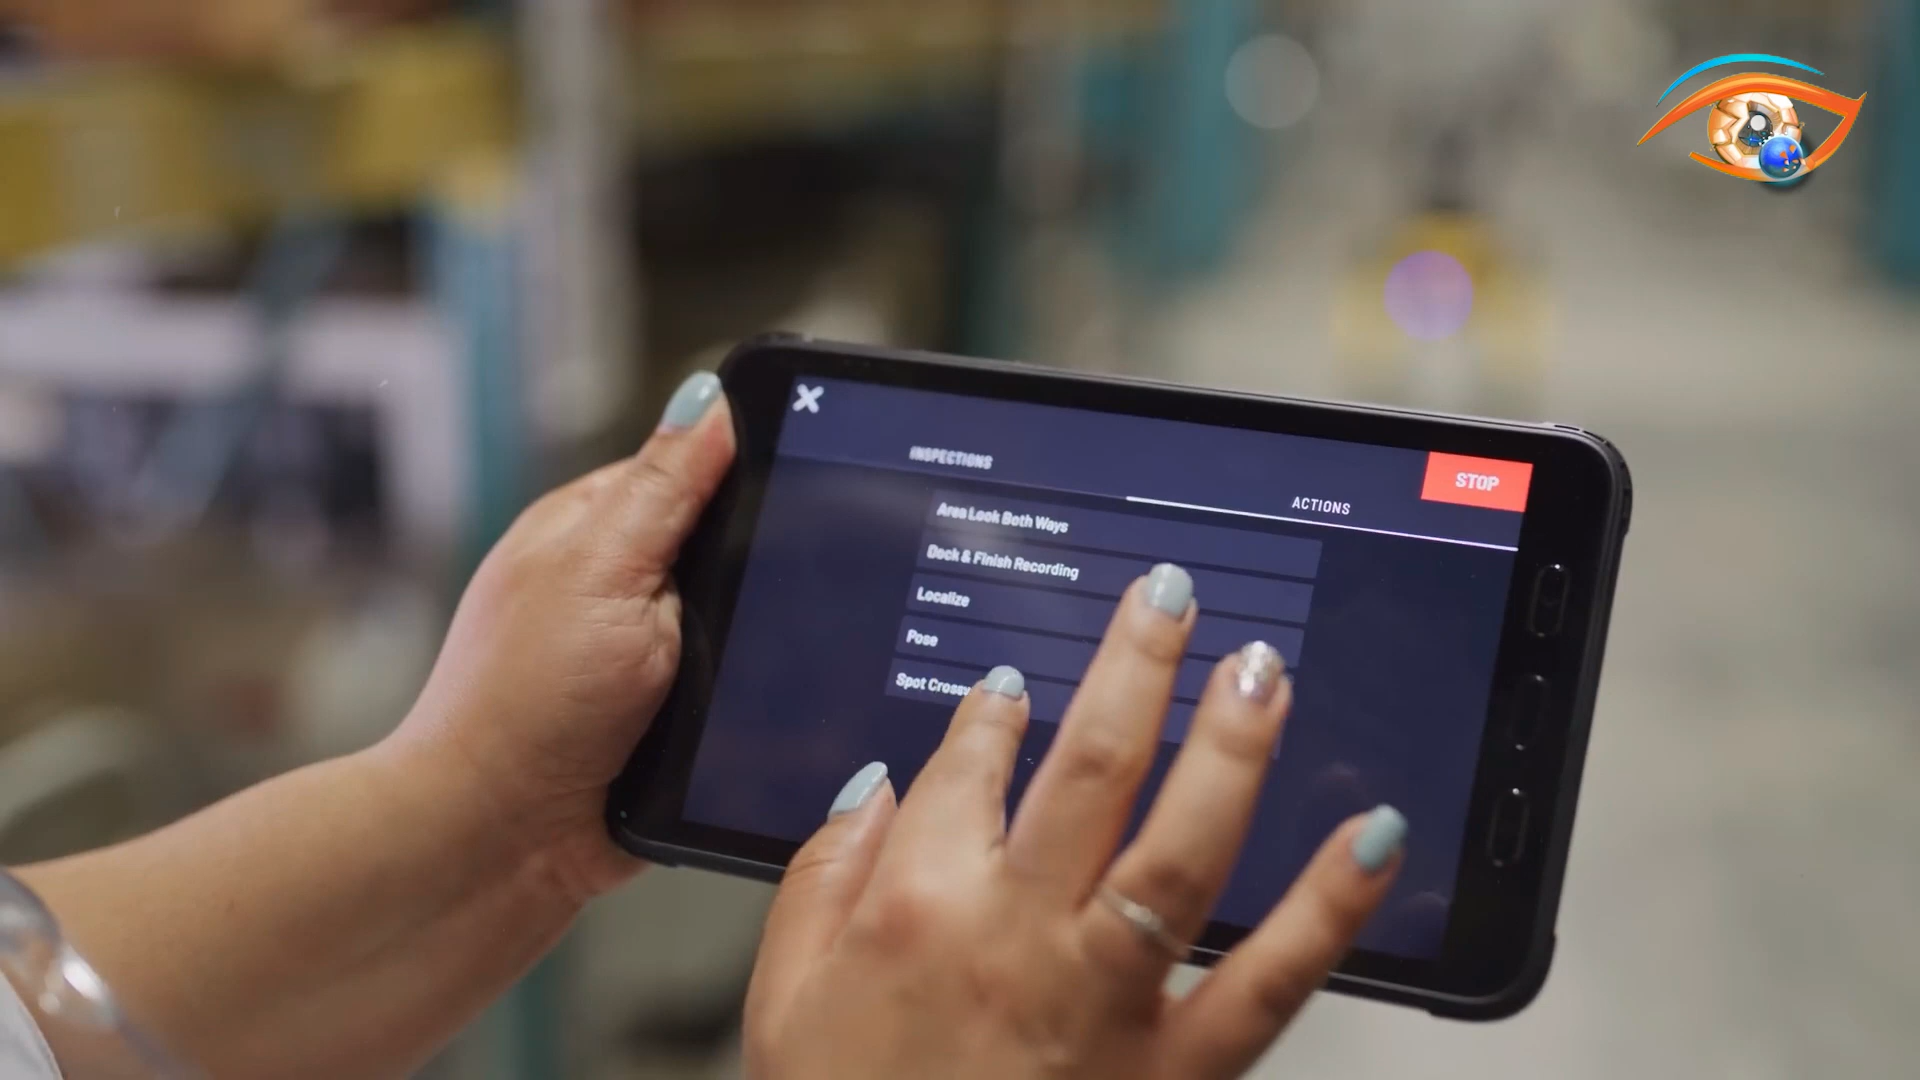 INSPECTIONS
ACTIONS
STOP
Area Look Both Ways
Dock & Finish Recording
Localize
Pose
Spot